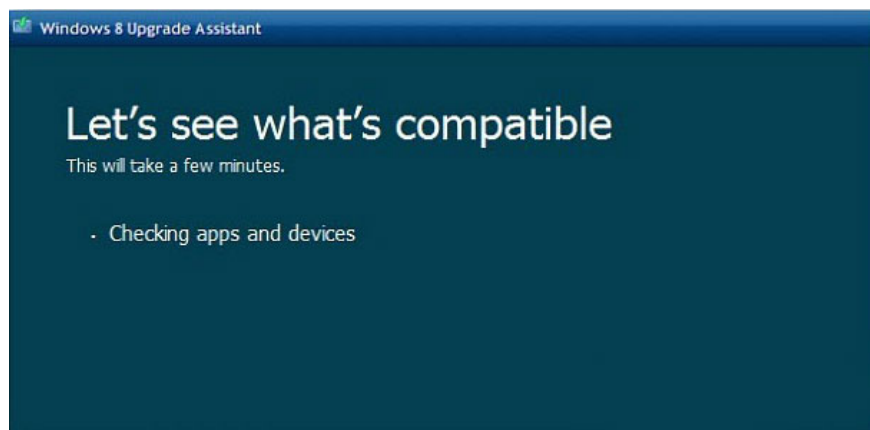 Windows 8 Upgrade Assistant
Let's see what's compatible
This will take a few minutes.
Checking apps and devices